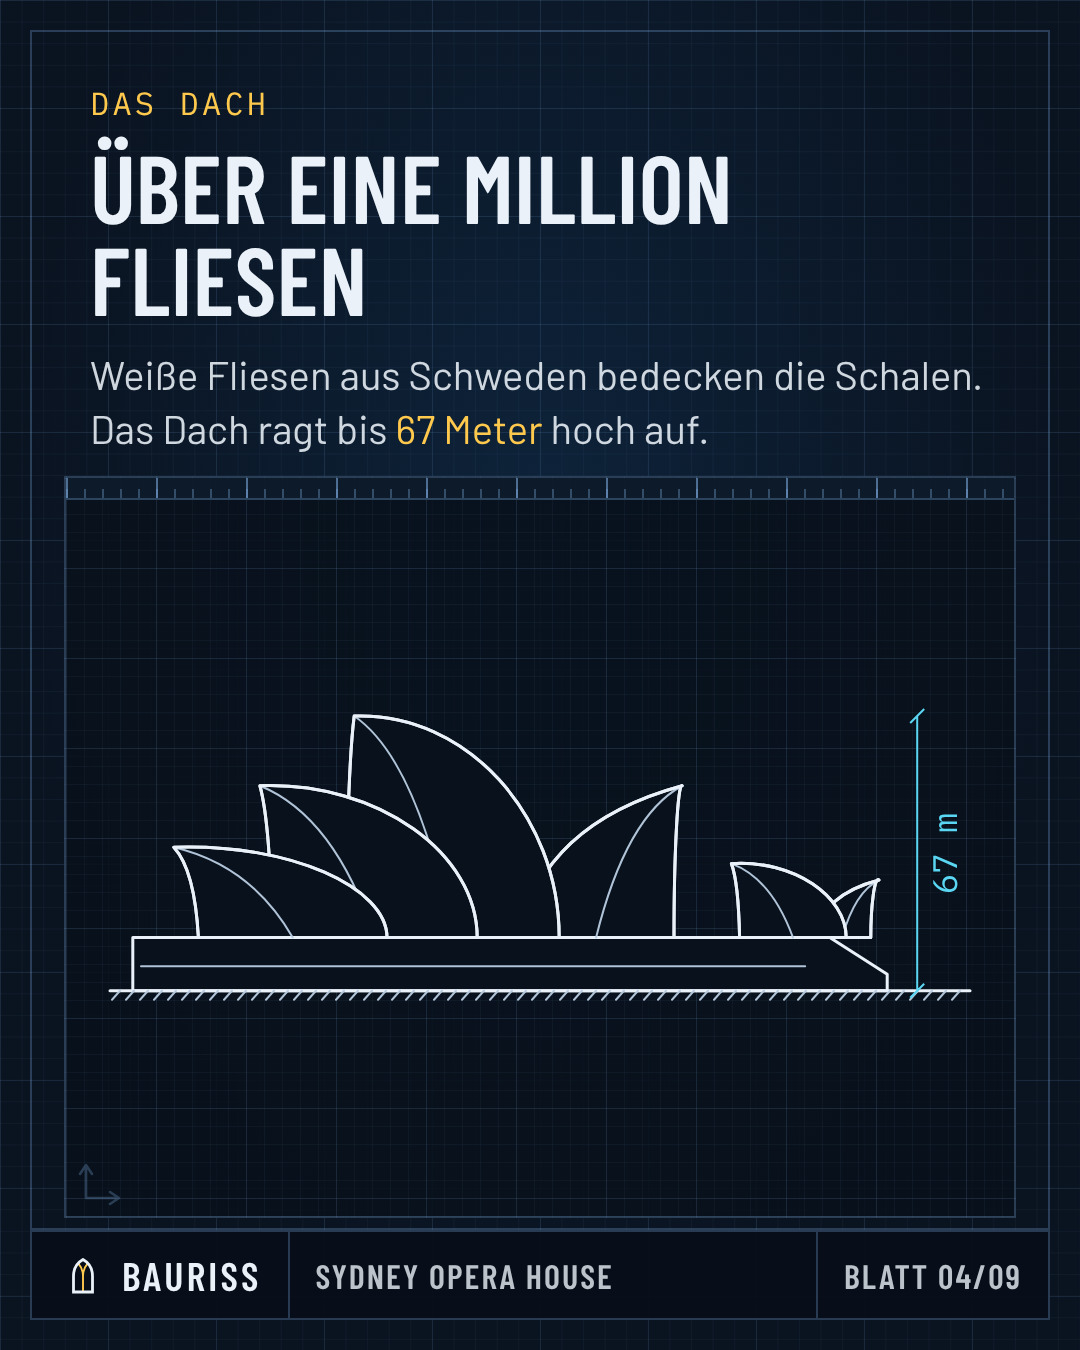 DAS DACH
ÜBER EINE MILLION
FLIESEN
Weiße Fliesen aus Schweden bedecken die Schalen.
Das Dach ragt bis 67 Meter hoch auf.
67 m
BAURISS
SYDNEY OPERA HOUSE
BLATT 04/09